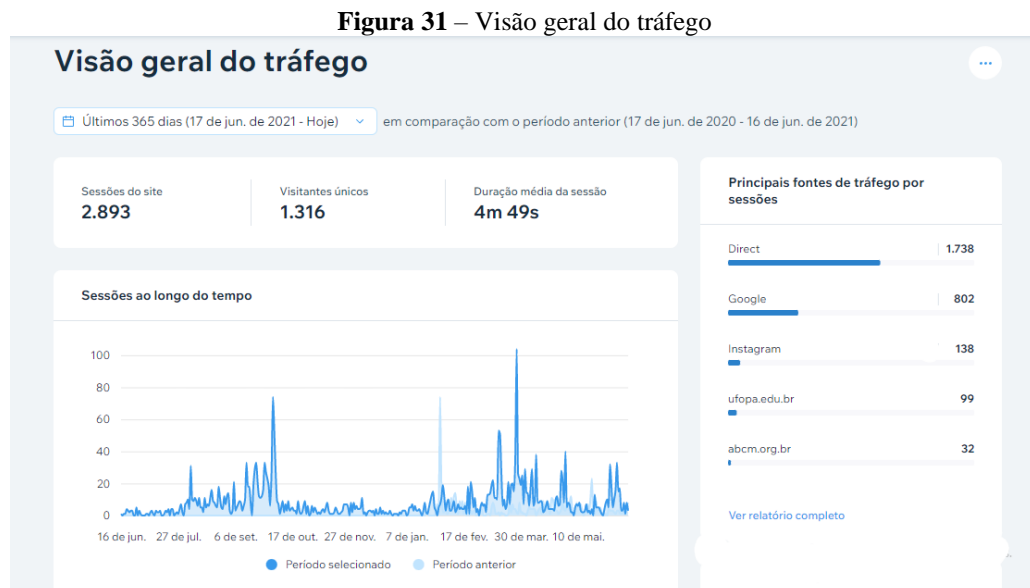 Figura 31 – Visão geral do tráfego
Visão geral do tráfego
Últimos 365 dias (17 de jun. de 2021 - Hoje) em comparação com o período anterior (17 de jun. de 2020 - 16 de jun. de 2021)
Sessões do site
2.893
Visitantes únicos
1.316
Duração média da sessão
4m 49s
Sessões ao longo do tempo
100
80
60
40
20
0
16 de jun. 27 de jul. 6 de set. 17 de out. 27 de nov. 7 de jan. 17 de fev. 30 de mar. 10 de mai.
Período selecionado Período anterior
Principais fontes de tráfego por
sessões
Direct 1.738
Google 802
Instagram 138
ufopa.edu.br 99
abcm.org.br 32
Ver relatório completo